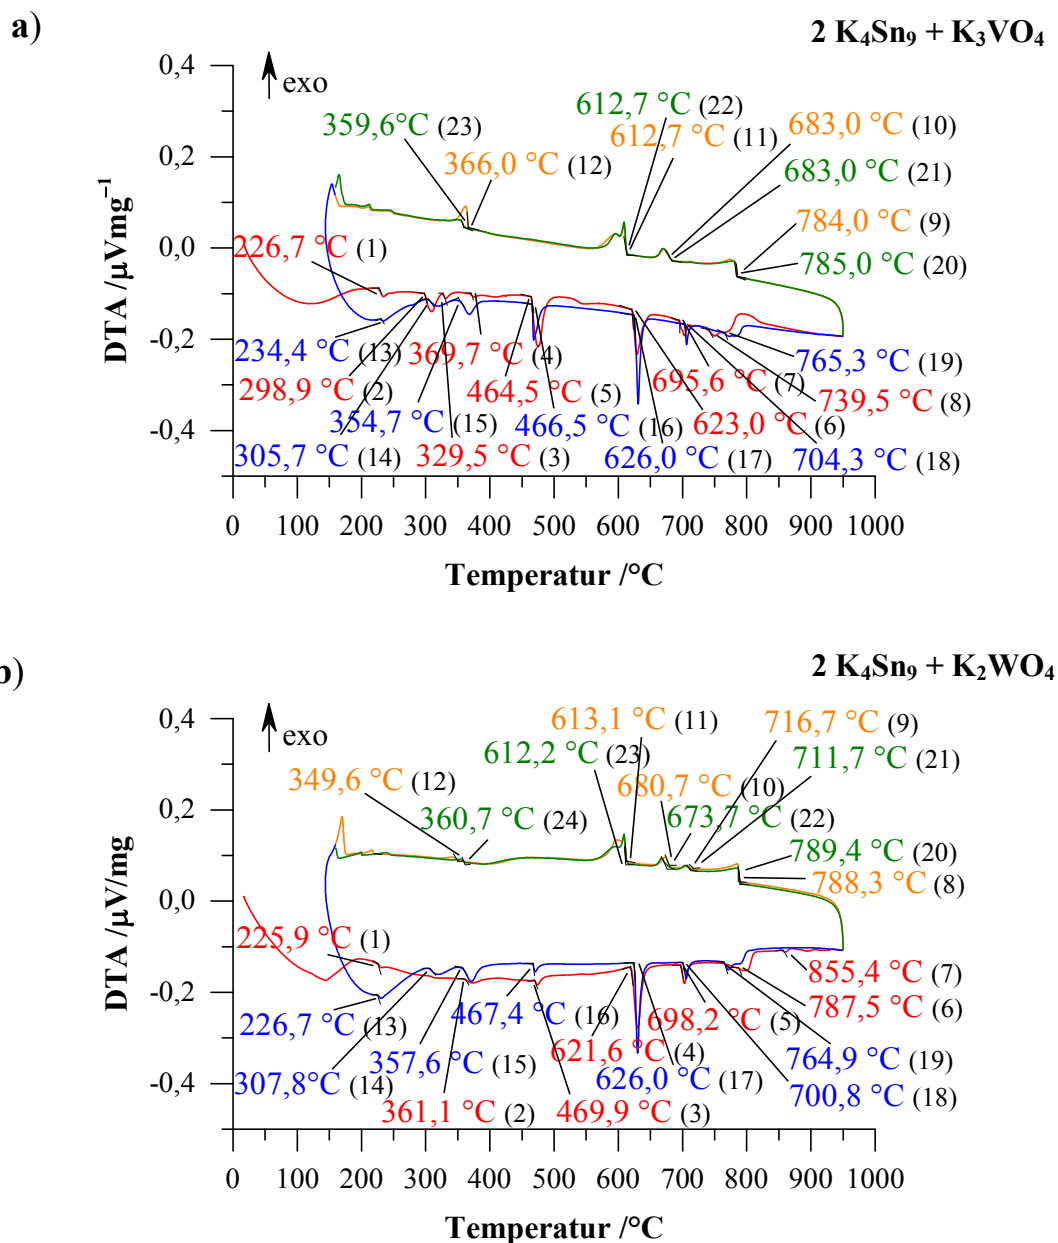 a)
2 K₄Sn₉ + K₃VO₄
0,4
exo
612,7 °C (22)
359,6°C (23)
612,7 °C (11)
683,0 °C (10)
0,2
366,0 °C (12)
683,0 °C (21)
784,0 °C (9)
0,0
226,7 °C (1)
785,0 °C (20)
DTA /µVmg⁻¹
-0,2
234,4 °C (13)
369,7 °C (4)
765,3 °C (19)
298,9 °C (2)
464,5 °C (5)
695,6 °C (7)
739,5 °C (8)
354,7 °C (15)
466,5 °C (16)
623,0 °C (6)
-0,4
305,7 °C (14)
329,5 °C (3)
626,0 °C (17)
704,3 °C (18)
0 100 200 300 400 500 600 700 800 900 1000
Temperatur /°C
b)
2 K₄Sn₉ + K₂WO₄
0,4
exo
613,1 °C (11)
716,7 °C (9)
612,2 °C (23)
711,7 °C (21)
349,6 °C (12)
680,7 °C (10)
0,2
360,7 °C (24)
673,7 °C (22)
789,4 °C (20)
788,3 °C (8)
0,0
225,9 °C (1)
DTA /µV/mg
855,4 °C (7)
-0,2
787,5 °C (6)
226,7 °C (13)
467,4 °C (16)
698,2 °C (5)
357,6 °C (15)
621,6 °C (4)
764,9 °C (19)
-0,4
307,8°C (14)
626,0 °C (17)
700,8 °C (18)
361,1 °C (2)
469,9 °C (3)
0 100 200 300 400 500 600 700 800 900 1000
Temperatur /°C